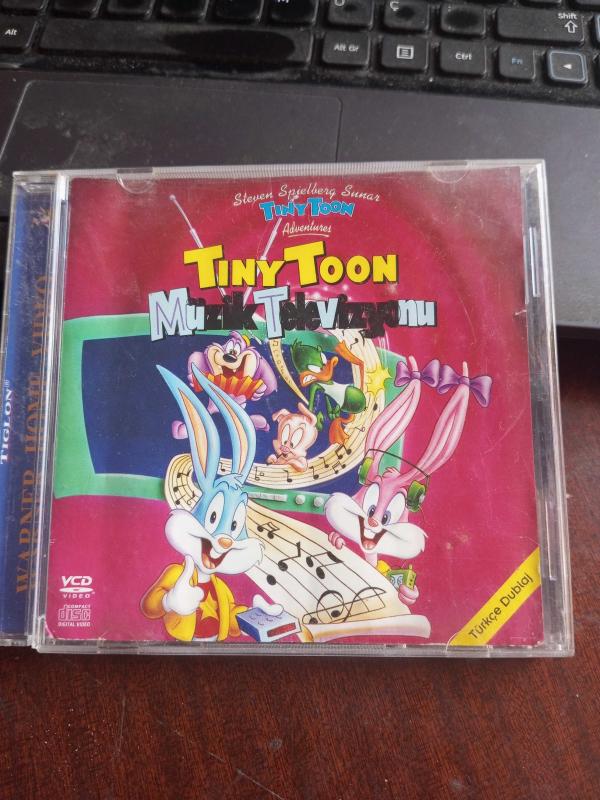 Alt
Ü
Ç
Shift
Alt Gr
Ctrl
Fn
Steven Spielberg Sunar
TINY TOON
Adventures
TINY TOON
Müzik Televizyonu
TIGLON
WARNER HOME VIDEO
VCD
VIDEO
COMPACT
disc
DIGITAL VIDEO
Türkçe Dublaj